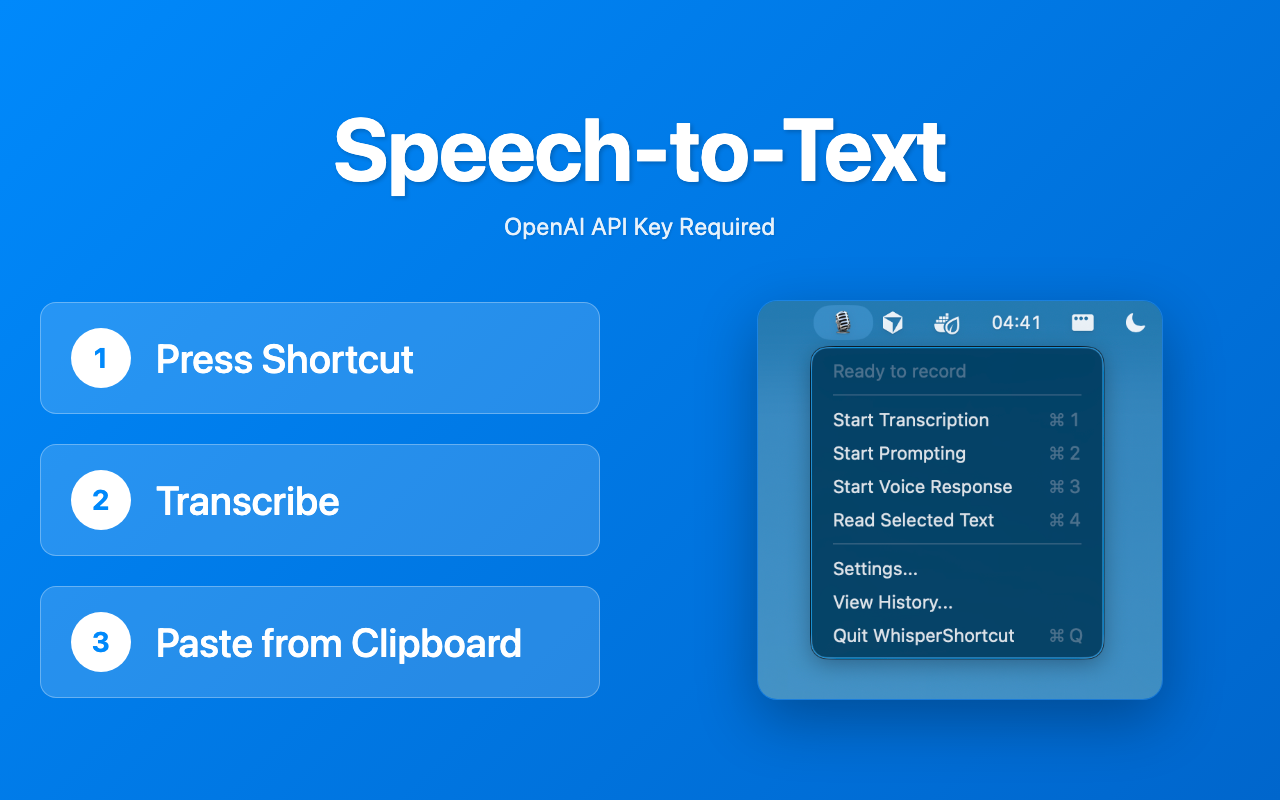 Speech-to-Text
OpenAI API Key Required
1 Press Shortcut
2 Transcribe
3 Paste from Clipboard
04:41
Ready to record
Start Transcription ⌘ 1
Start Prompting ⌘ 2
Start Voice Response ⌘ 3
Read Selected Text ⌘ 4
Settings...
View History...
Quit WhisperShortcut ⌘ Q